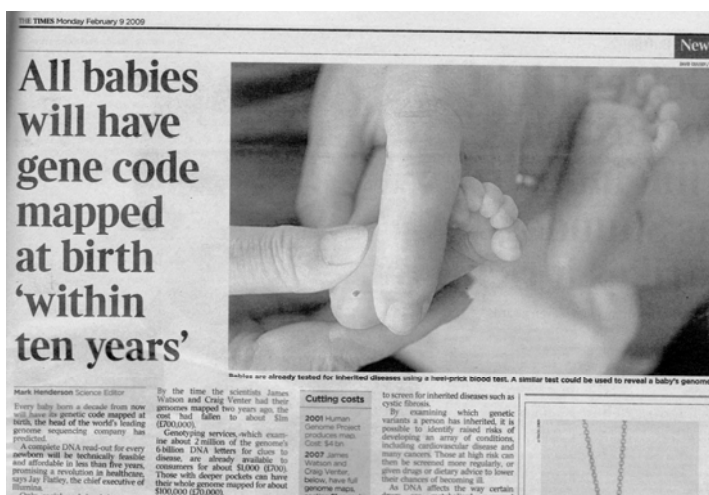 THE TIMES Monday February 9 2009
New
All babies
will have
gene code
mapped
at birth
‘within
ten years’
Babies are already tested for inherited diseases using a heel-prick blood test. A similar test could be used to reveal a baby's genome
Mark Henderson Science Editor
Every baby born a decade from now
will have its genetic code mapped at
birth, the head of the world's leading
genome sequencing company has
predicted.
A complete DNA read-out for every
newborn will be technically feasible
and affordable in less than five years,
promising a revolution in healthcare,
says Jay Flatley, the chief executive of
Illumina.
By the time the scientists James
Watson and Craig Venter had their
genomes mapped two years ago, the
cost had fallen to about $1m
(£700,000).
Genotyping services, which exam-
ine about 2 million of the genome's
6-billion DNA letters for clues to
disease, are already available to
consumers for about $1,000 (£700).
Those with deeper pockets can have
their whole genome mapped for about
$100,000 (£70,000).
Cutting costs
2001 Human
Genome Project
produces map.
Cost: $4bn
2007 James
Watson and
Craig Venter,
below, have full
genome maps.
to screen for inherited diseases such as
cystic fibrosis.
By examining which genetic
variants a person has inherited, it is
possible to identify raised risks of
developing an array of conditions,
including cardiovascular disease and
many cancers. Those at high risk can
then be screened more regularly, or
given drugs or dietary advice to lower
their chances of becoming ill.
As DNA affects the way certain